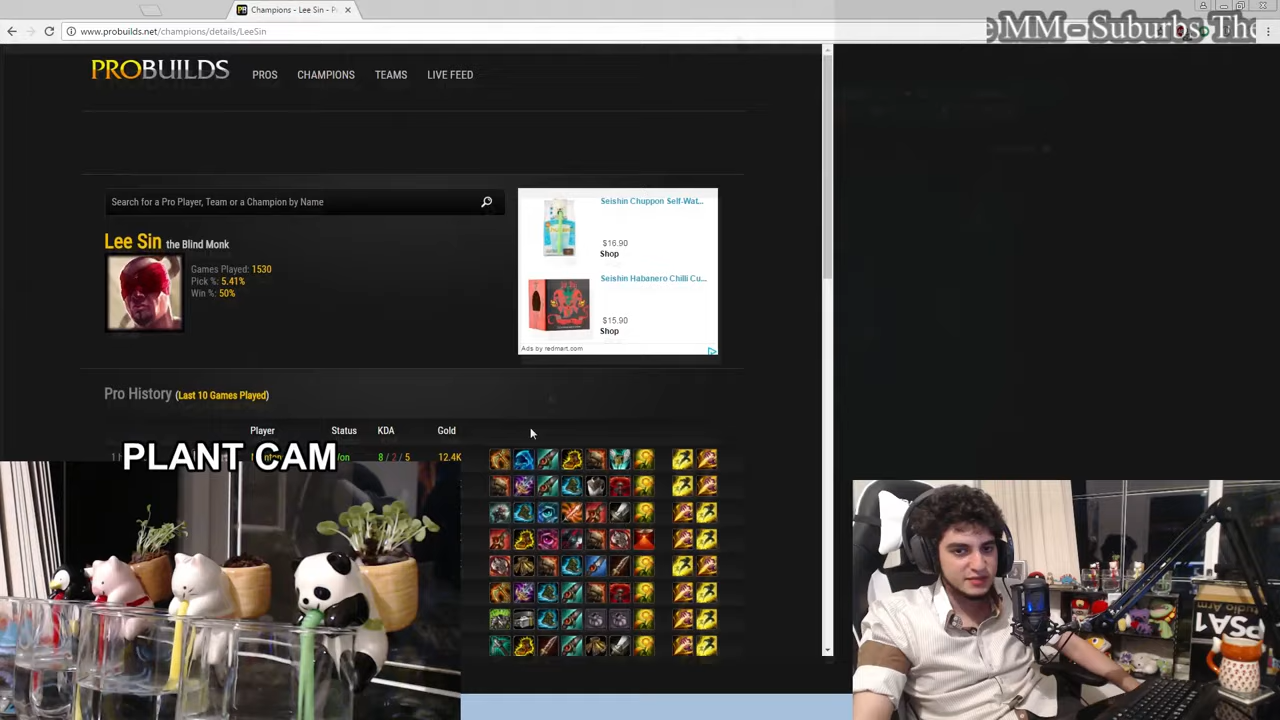 Champions - Lee Sin - P
)MM - Suburbs The
www.probuilds.net/champions/details/LeeSin
PROBUILDS
PROS
CHAMPIONS
TEAMS
LIVE FEED
Search for a Pro Player, Team or a Champion by Name
Lee Sin the Blind Monk
Games Played: 1530
Pick %: 5.41%
Win %: 50%
Seishin Chuppon Self-Wat...
$16.90
Shop
Seishin Habanero Chilli Cu...
$15.90
Shop
Ads by redmart.com
Pro History (Last 10 Games Played)
Player Status KDA Gold
8 / 2 / 5 12.4K
PLANT CAM
Studio Arm
PSA1